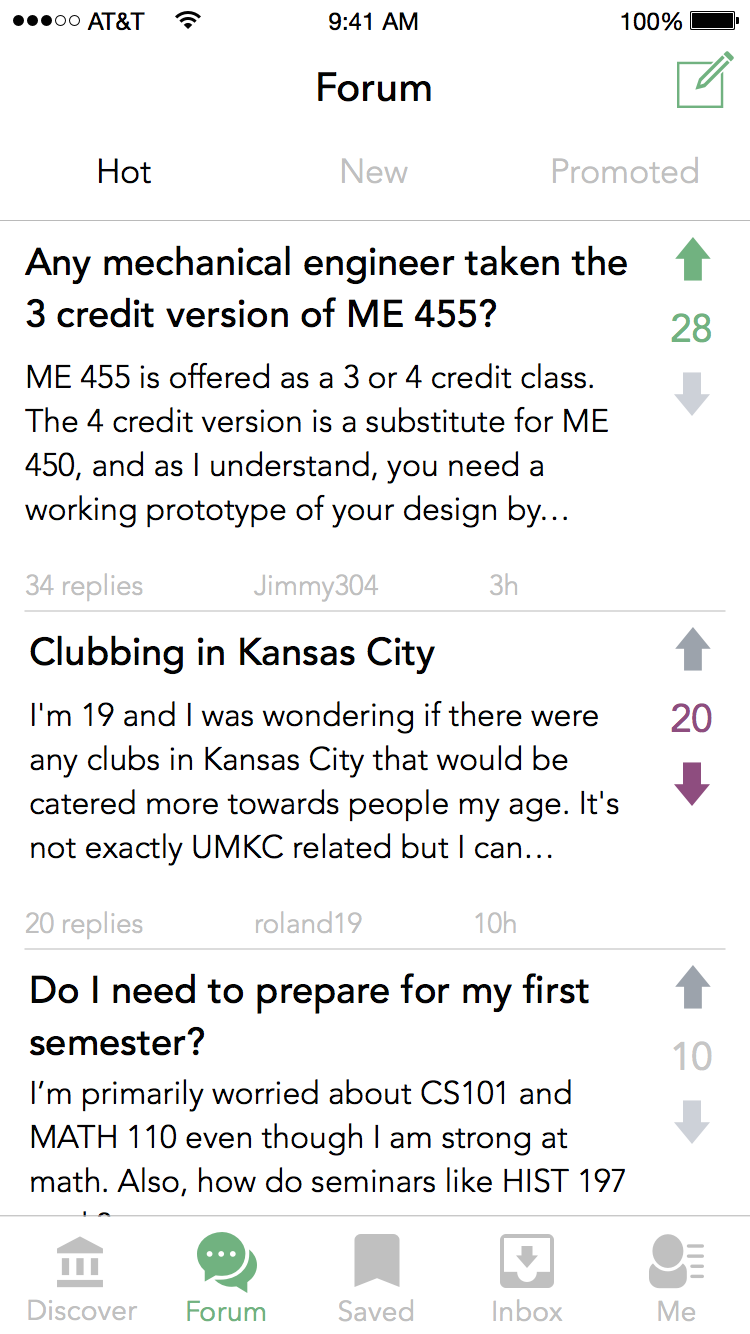 AT&T 9:41 AM 100%
Forum
Hot New Promoted
Any mechanical engineer taken the
3 credit version of ME 455?
28
ME 455 is offered as a 3 or 4 credit class.
The 4 credit version is a substitute for ME
450, and as I understand, you need a
working prototype of your design by...
34 replies Jimmy304 3h
Clubbing in Kansas City
20
I'm 19 and I was wondering if there were
any clubs in Kansas City that would be
catered more towards people my age. It's
not exactly UMKC related but I can...
20 replies roland19 10h
Do I need to prepare for my first
semester?
10
I’m primarily worried about CS101 and
MATH 110 even though I am strong at
math. Also, how do seminars like HIST 197
Discover Forum Saved Inbox Me